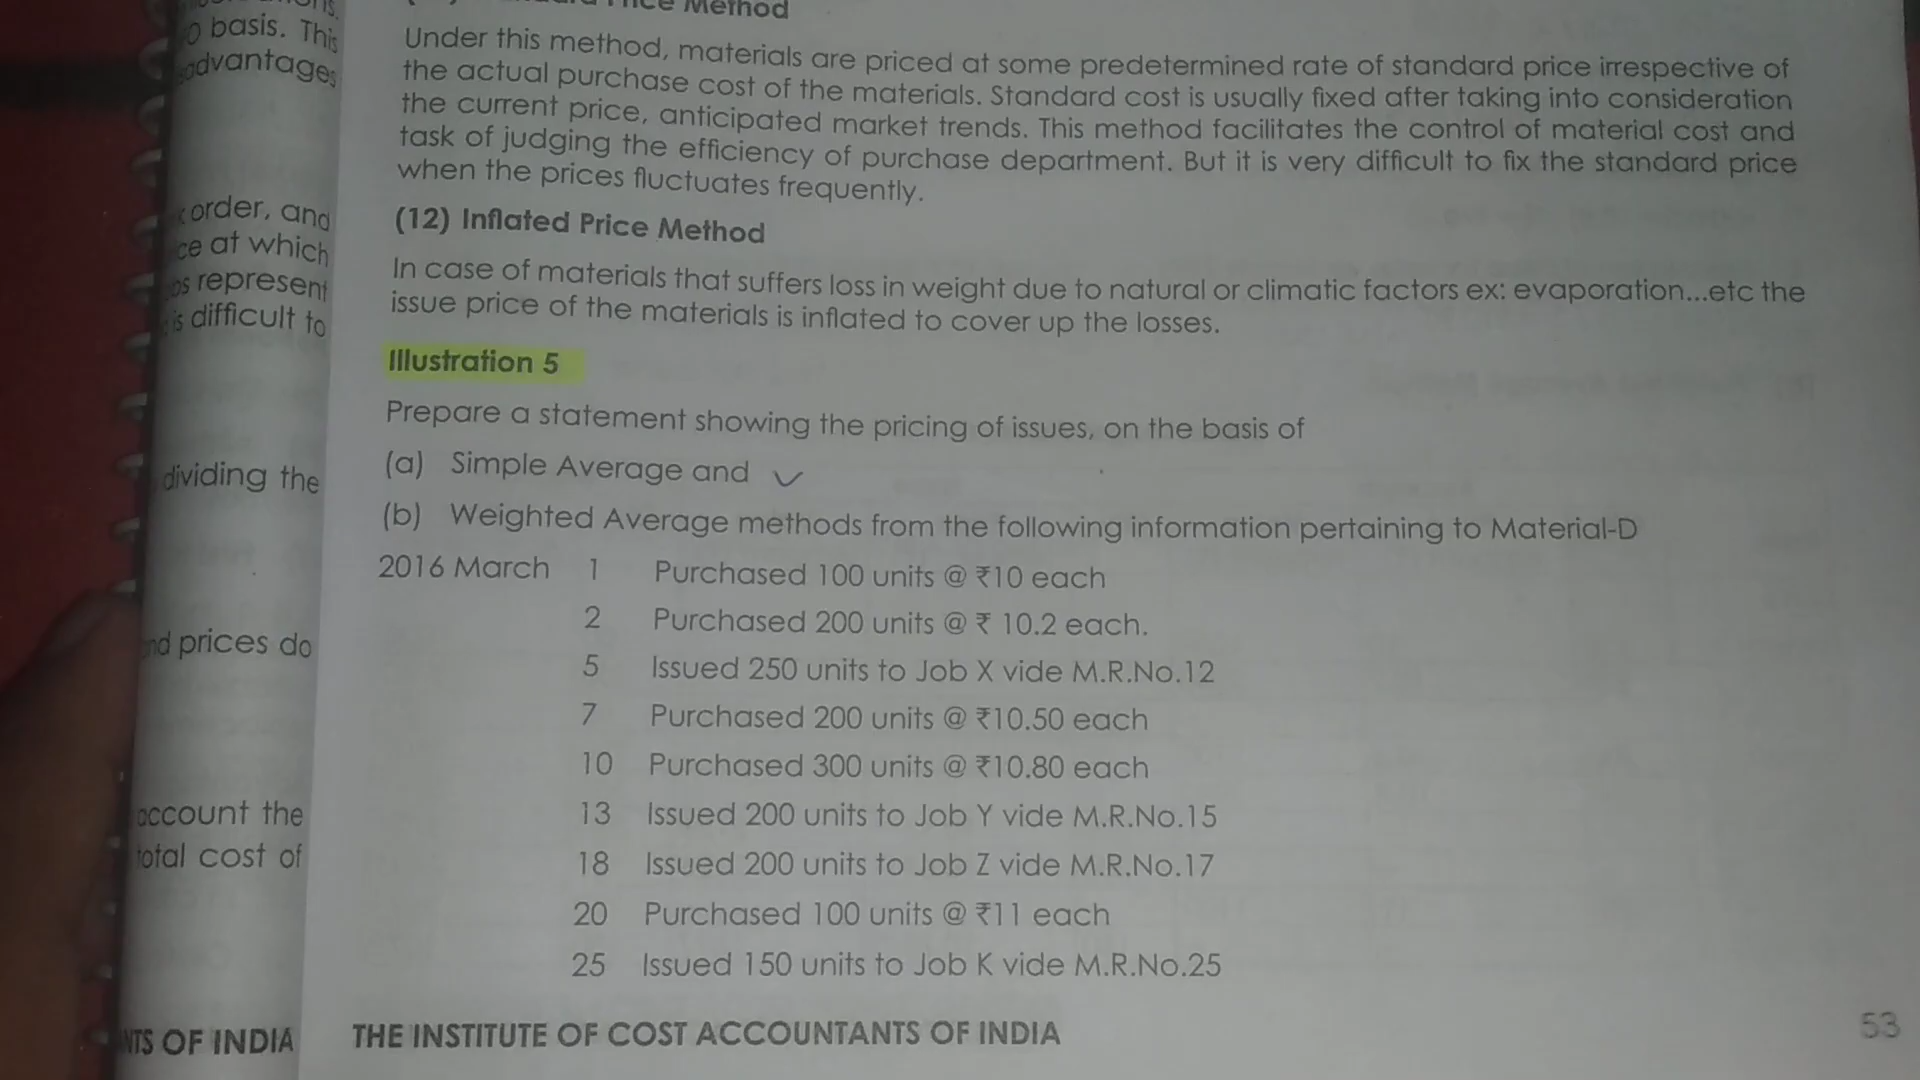 basis. This
advantages
order, and
ce at which
represent
is difficult to
dividing the
nd prices do
account the
total cost of
NTS OF INDIA
Price Method
Under this method, materials are priced at some predetermined rate of standard price irrespective of
the actual purchase cost of the materials. Standard cost is usually fixed after taking into consideration
the current price, anticipated market trends. This method facilitates the control of material cost and
task of judging the efficiency of purchase department. But it is very difficult to fix the standard price
when the prices fluctuates frequently.
(12) Inflated Price Method
In case of materials that suffers loss in weight due to natural or climatic factors ex: evaporation...etc the
issue price of the materials is inflated to cover up the losses.
Illustration 5
Prepare a statement showing the pricing of issues, on the basis of
(a) Simple Average and
(b) Weighted Average methods from the following information pertaining to Material-D
2016 March 1 Purchased 100 units @ ₹10 each
2 Purchased 200 units @ ₹ 10.2 each.
5 Issued 250 units to Job X vide M.R.No.12
7 Purchased 200 units @ ₹10.50 each
10 Purchased 300 units @ ₹10.80 each
13 Issued 200 units to Job Y vide M.R.No.15
18 Issued 200 units to Job Z vide M.R.No.17
20 Purchased 100 units @ ₹11 each
25 Issued 150 units to Job K vide M.R.No.25
THE INSTITUTE OF COST ACCOUNTANTS OF INDIA
53